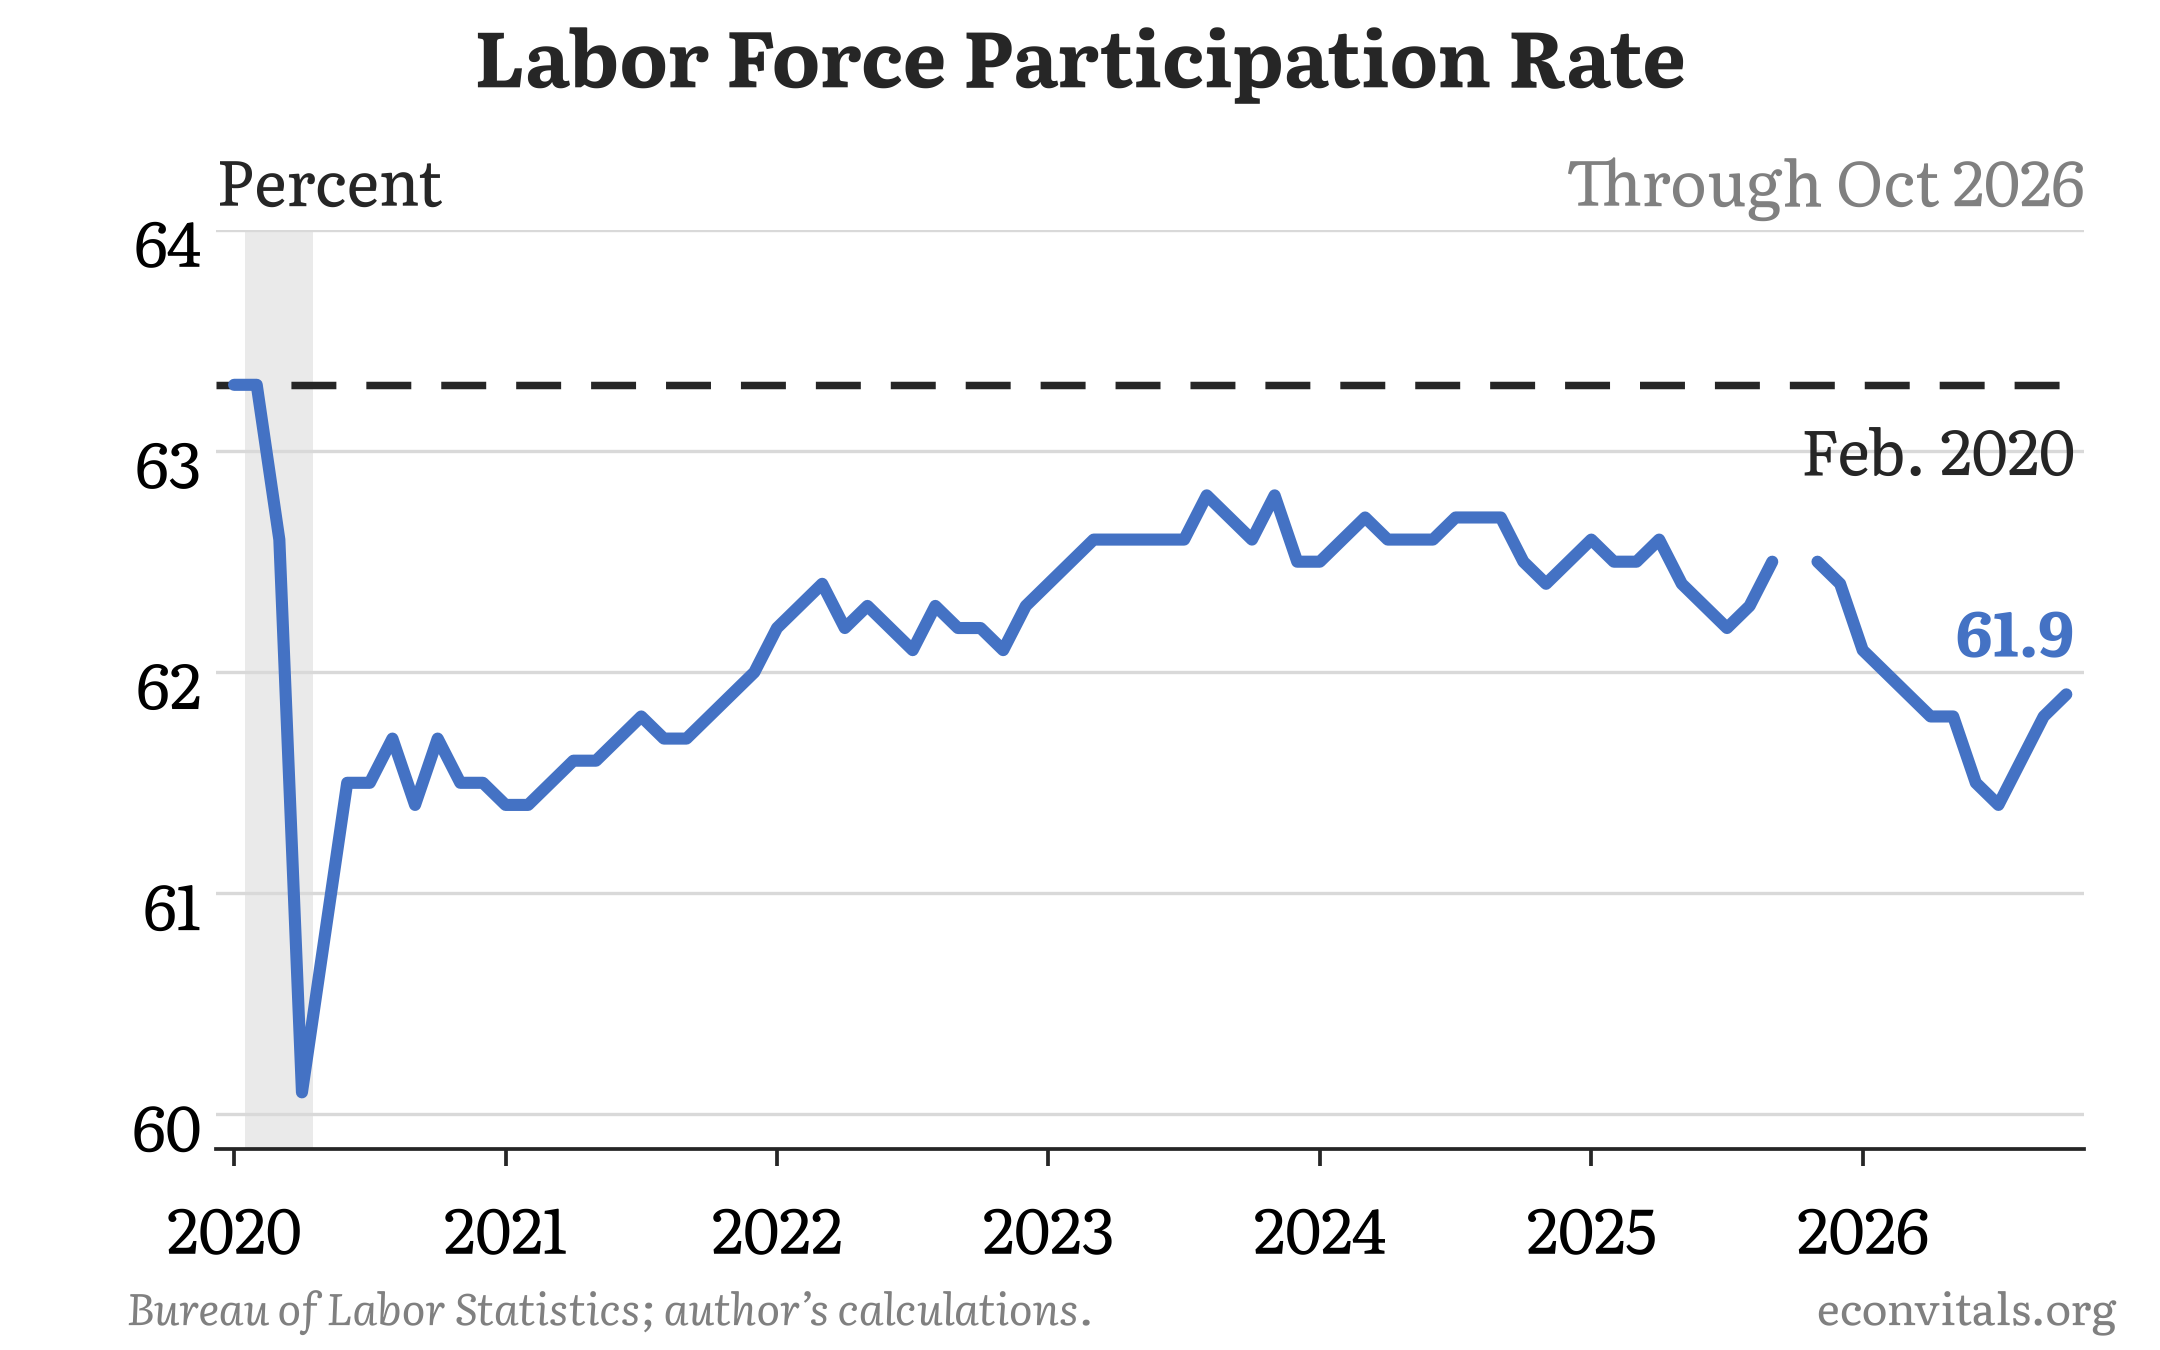 Labor Force Participation Rate
Percent
Through Oct 2026
64
63
Feb. 2020
61.9
62
61
60
2020 2021 2022 2023 2024 2025 2026
Bureau of Labor Statistics; author’s calculations.
econvitals.org